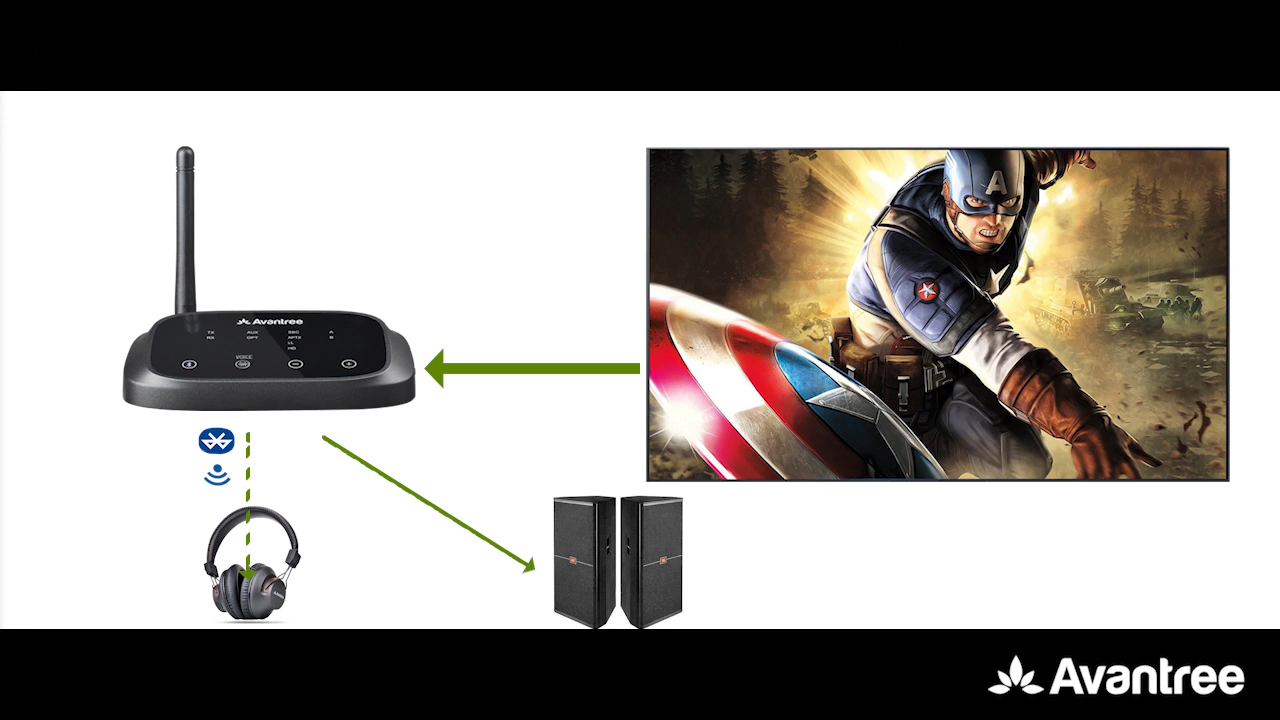 Avantree
TX AUX SBC A
RX OPT APTX B
LL
HD
VOICE
A
Avantree